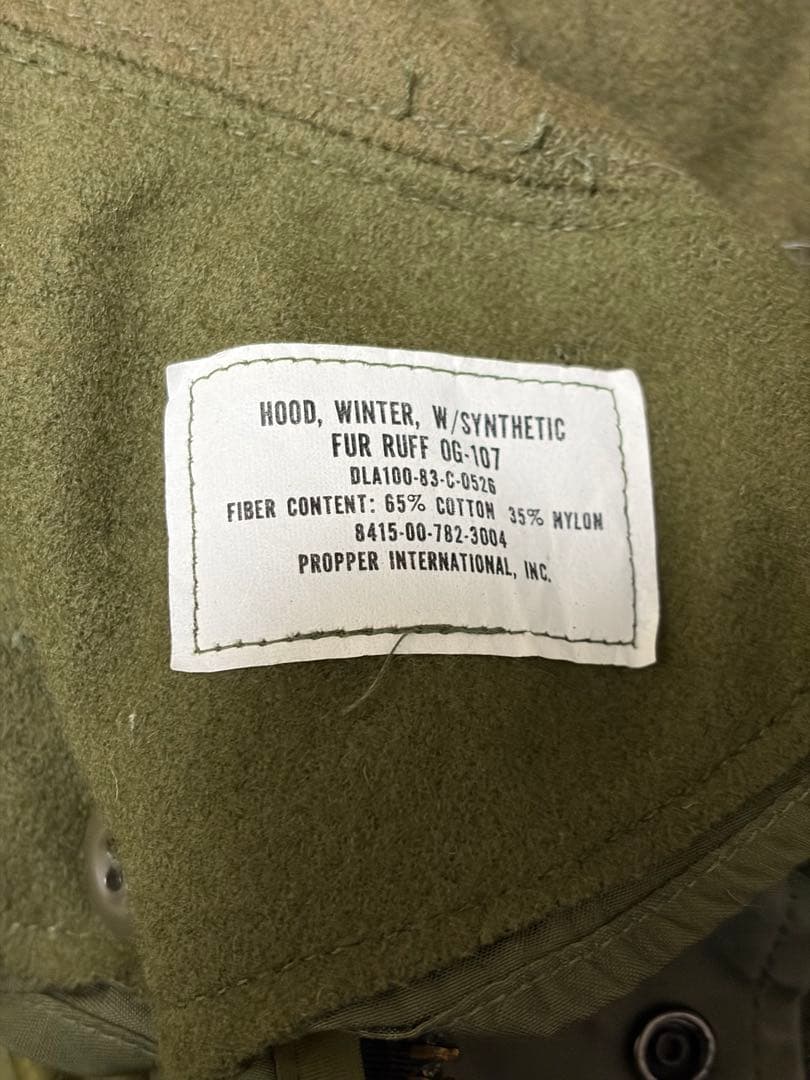 HOOD, WINTER, W/SYNTHETIC
FUR RUFF OG-107
DLA100-83-C-0526
FIBER CONTENT: 65% COTTON 35% NYLON
8415-00-782-3004
PROPPER INTERNATIONAL, INC.